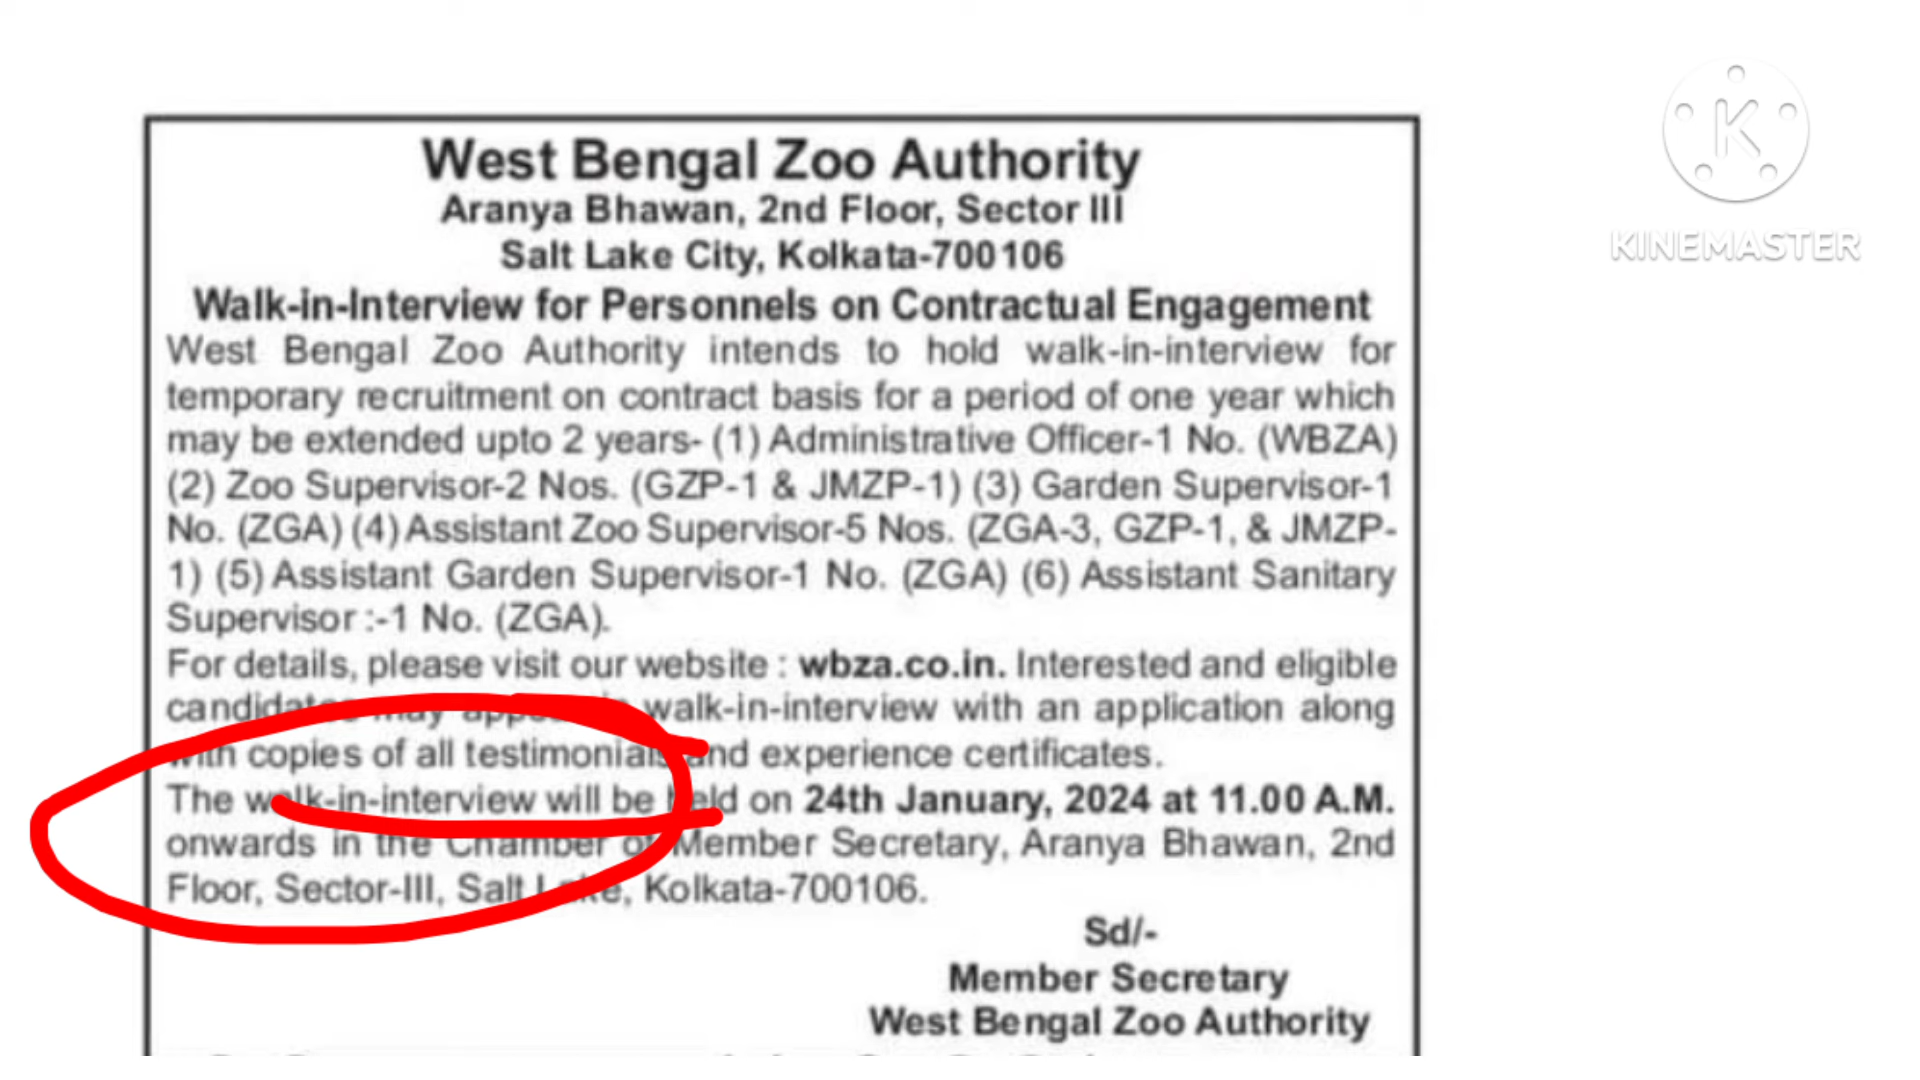 West Bengal Zoo Authority
Aranya Bhawan, 2nd Floor, Sector III
Salt Lake City, Kolkata-700106
Walk-in-Interview for Personnels on Contractual Engagement
West Bengal Zoo Authority intends to hold walk-in-interview for
temporary recruitment on contract basis for a period of one year which
may be extended upto 2 years- (1) Administrative Officer-1 No. (WBZA)
(2) Zoo Supervisor-2 Nos. (GZP-1 & JMZP-1) (3) Garden Supervisor-1
No. (ZGA) (4) Assistant Zoo Supervisor-5 Nos. (ZGA-3, GZP-1, & JMZP-
1) (5) Assistant Garden Supervisor-1 No. (ZGA) (6) Assistant Sanitary
Supervisor :-1 No. (ZGA).
For details, please visit our website : wbza.co.in. Interested and eligible
candidates may appear in walk-in-interview with an application along
with copies of all testimonials and experience certificates.
The walk-in-interview will be held on 24th January, 2024 at 11.00 A.M.
onwards in the Chamber of Member Secretary, Aranya Bhawan, 2nd
Floor, Sector-III, Salt Lake, Kolkata-700106.
Sd/-
Member Secretary
West Bengal Zoo Authority
K
KINEMASTER